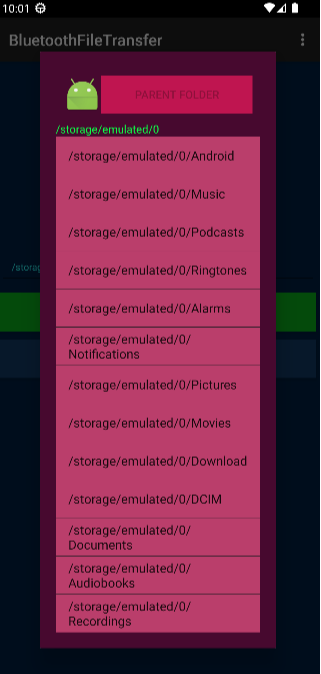 10:01
BluetoothFileTransfer
PARENT FOLDER
/storage/emulated/0
/storage/emulated/0/Android
/storage/emulated/0/Music
/storage/emulated/0/Podcasts
/storage/emulated/0/Ringtones
/storag
/storage/emulated/0/Alarms
/storage/emulated/0/
Notifications
/storage/emulated/0/Pictures
/storage/emulated/0/Movies
/storage/emulated/0/Download
/storage/emulated/0/DCIM
/storage/emulated/0/
Documents
/storage/emulated/0/
Audiobooks
/storage/emulated/0/
Recordings